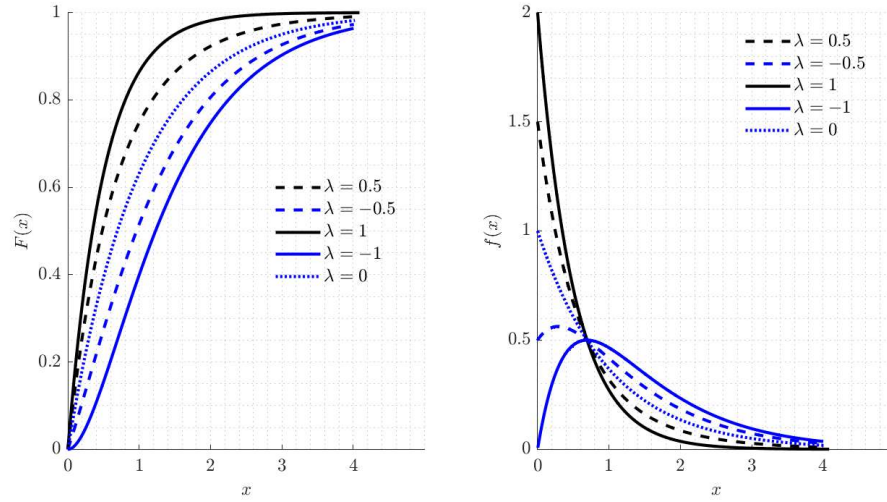 1
0.8
0.6
0.4
0.2
0
F(x)
0
1
2
3
4
x
λ = 0.5
λ = −0.5
λ = 1
λ = −1
λ = 0
2
1.5
1
0.5
0
f(x)
0
1
2
3
4
x
λ = 0.5
λ = −0.5
λ = 1
λ = −1
λ = 0